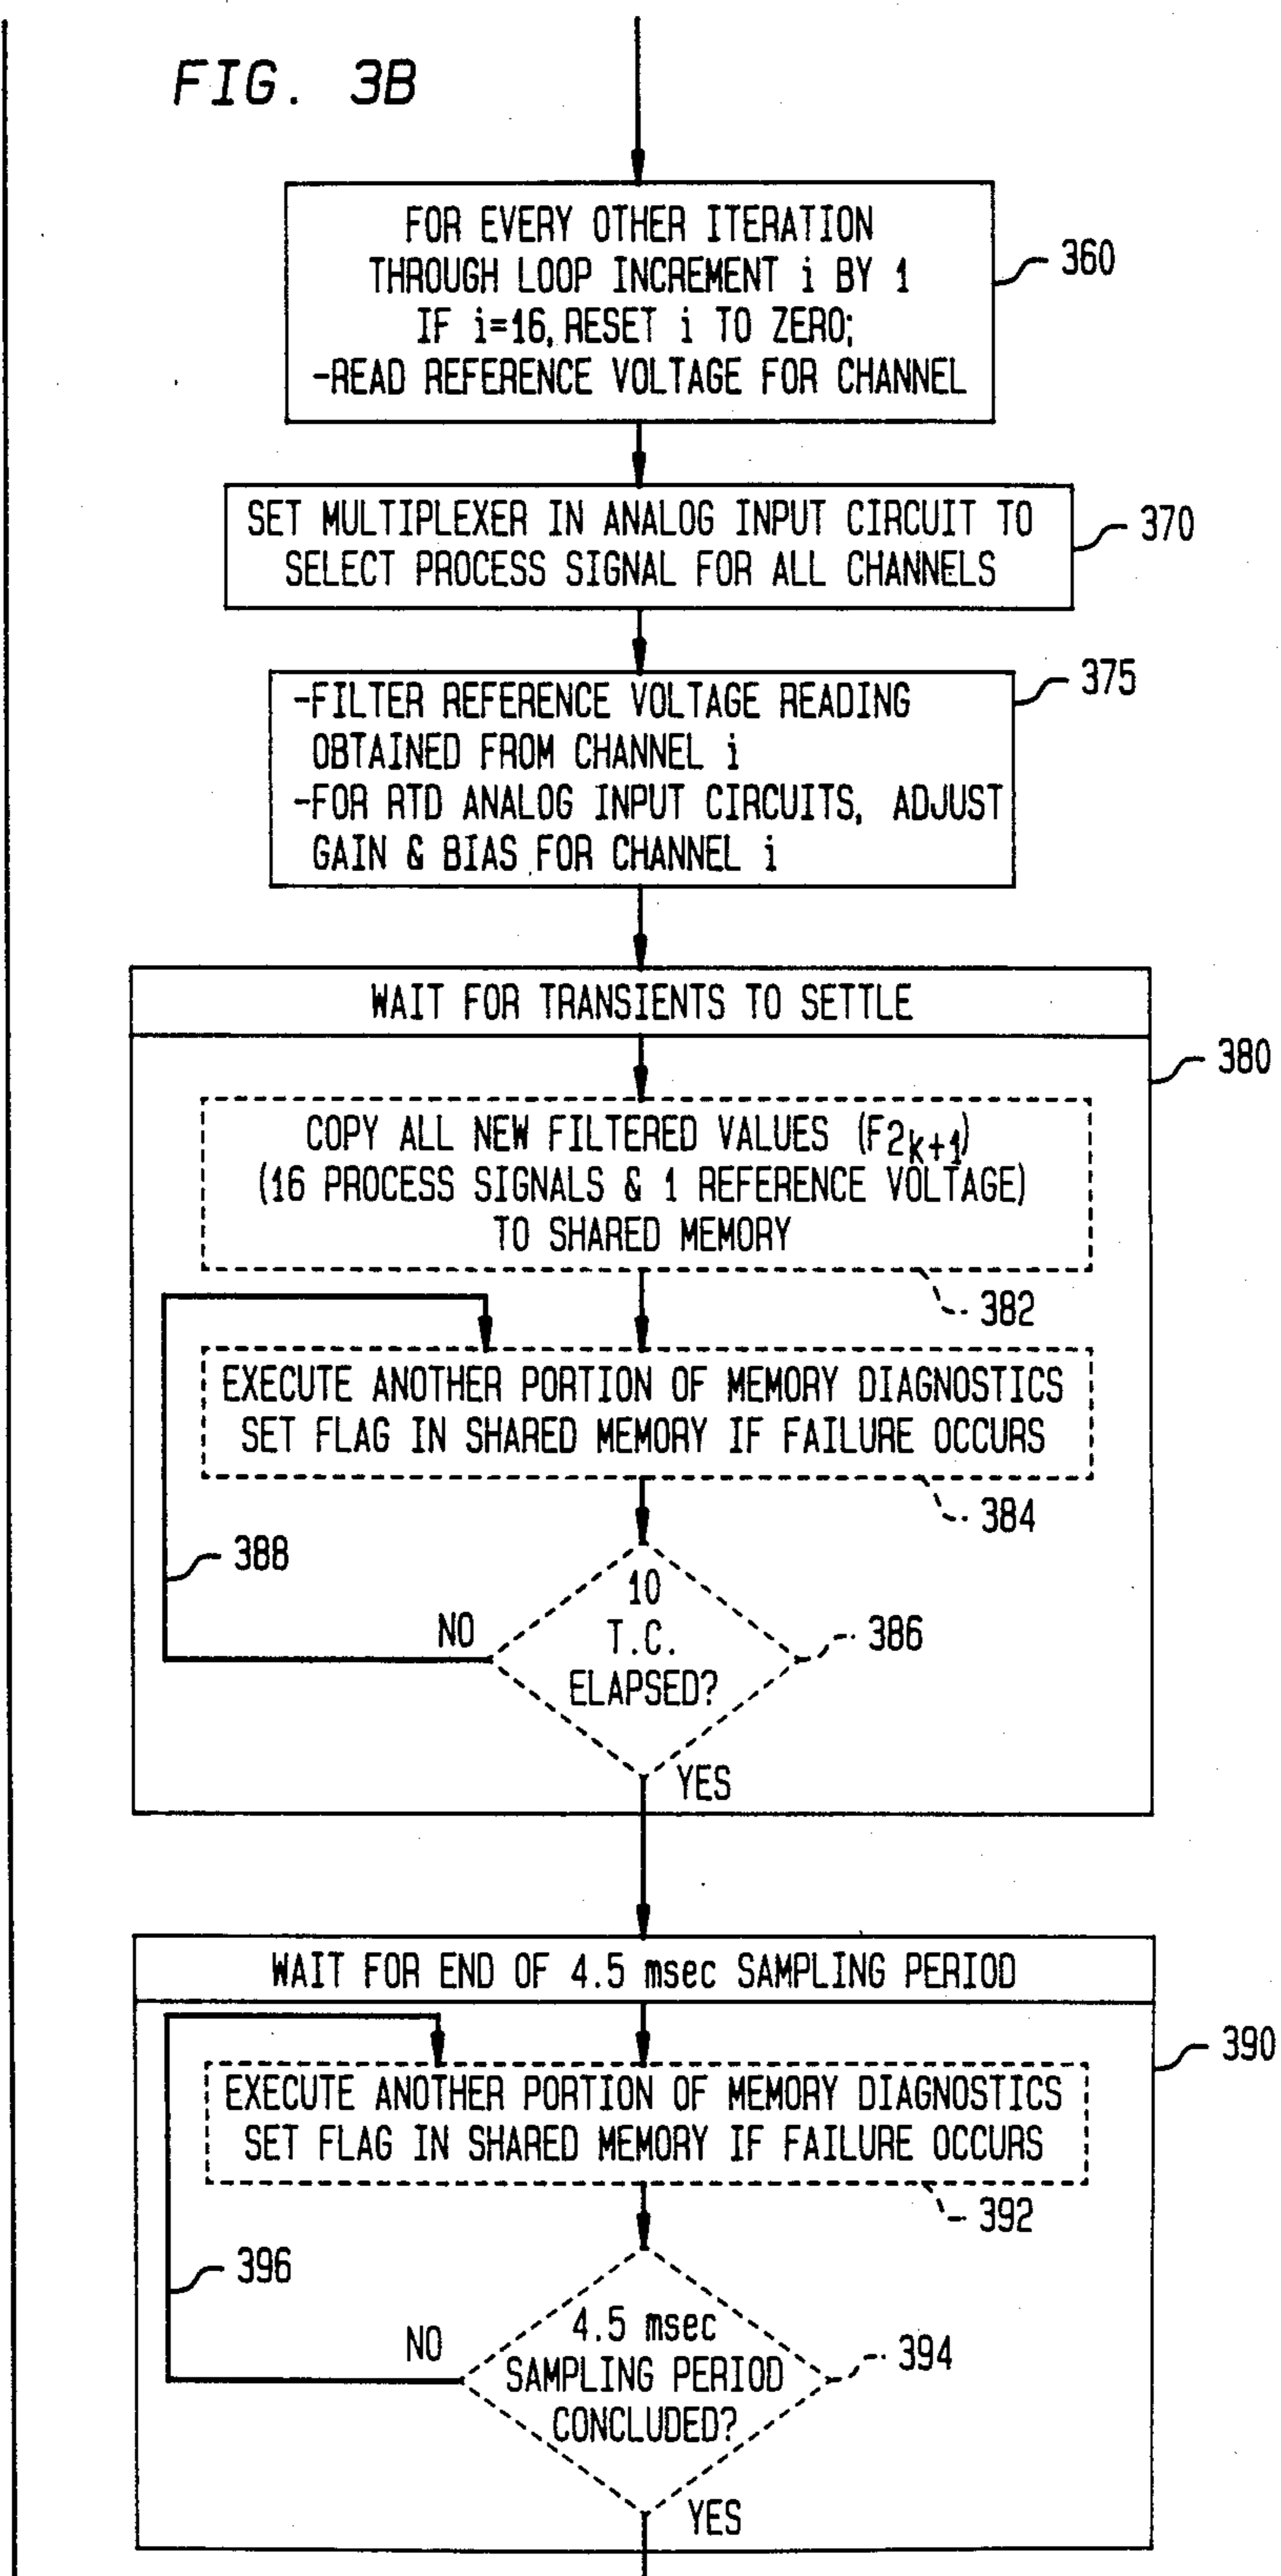 FIG. 3B
FOR EVERY OTHER ITERATION
THROUGH LOOP INCREMENT i BY 1
IF i=16, RESET i TO ZERO;
-READ REFERENCE VOLTAGE FOR CHANNEL
360
SET MULTIPLEXER IN ANALOG INPUT CIRCUIT TO
SELECT PROCESS SIGNAL FOR ALL CHANNELS
370
-FILTER REFERENCE VOLTAGE READING
OBTAINED FROM CHANNEL i
-FOR RTD ANALOG INPUT CIRCUITS, ADJUST
GAIN & BIAS FOR CHANNEL i
375
WAIT FOR TRANSIENTS TO SETTLE
380
COPY ALL NEW FILTERED VALUES (F2k+1)
(16 PROCESS SIGNALS & 1 REFERENCE VOLTAGE)
TO SHARED MEMORY
382
EXECUTE ANOTHER PORTION OF MEMORY DIAGNOSTICS
SET FLAG IN SHARED MEMORY IF FAILURE OCCURS
384
388
10
T.C.
ELAPSED?
NO
386
YES
WAIT FOR END OF 4.5 msec SAMPLING PERIOD
390
EXECUTE ANOTHER PORTION OF MEMORY DIAGNOSTICS
SET FLAG IN SHARED MEMORY IF FAILURE OCCURS
392
396
4.5 msec
SAMPLING PERIOD
CONCLUDED?
NO
394
YES